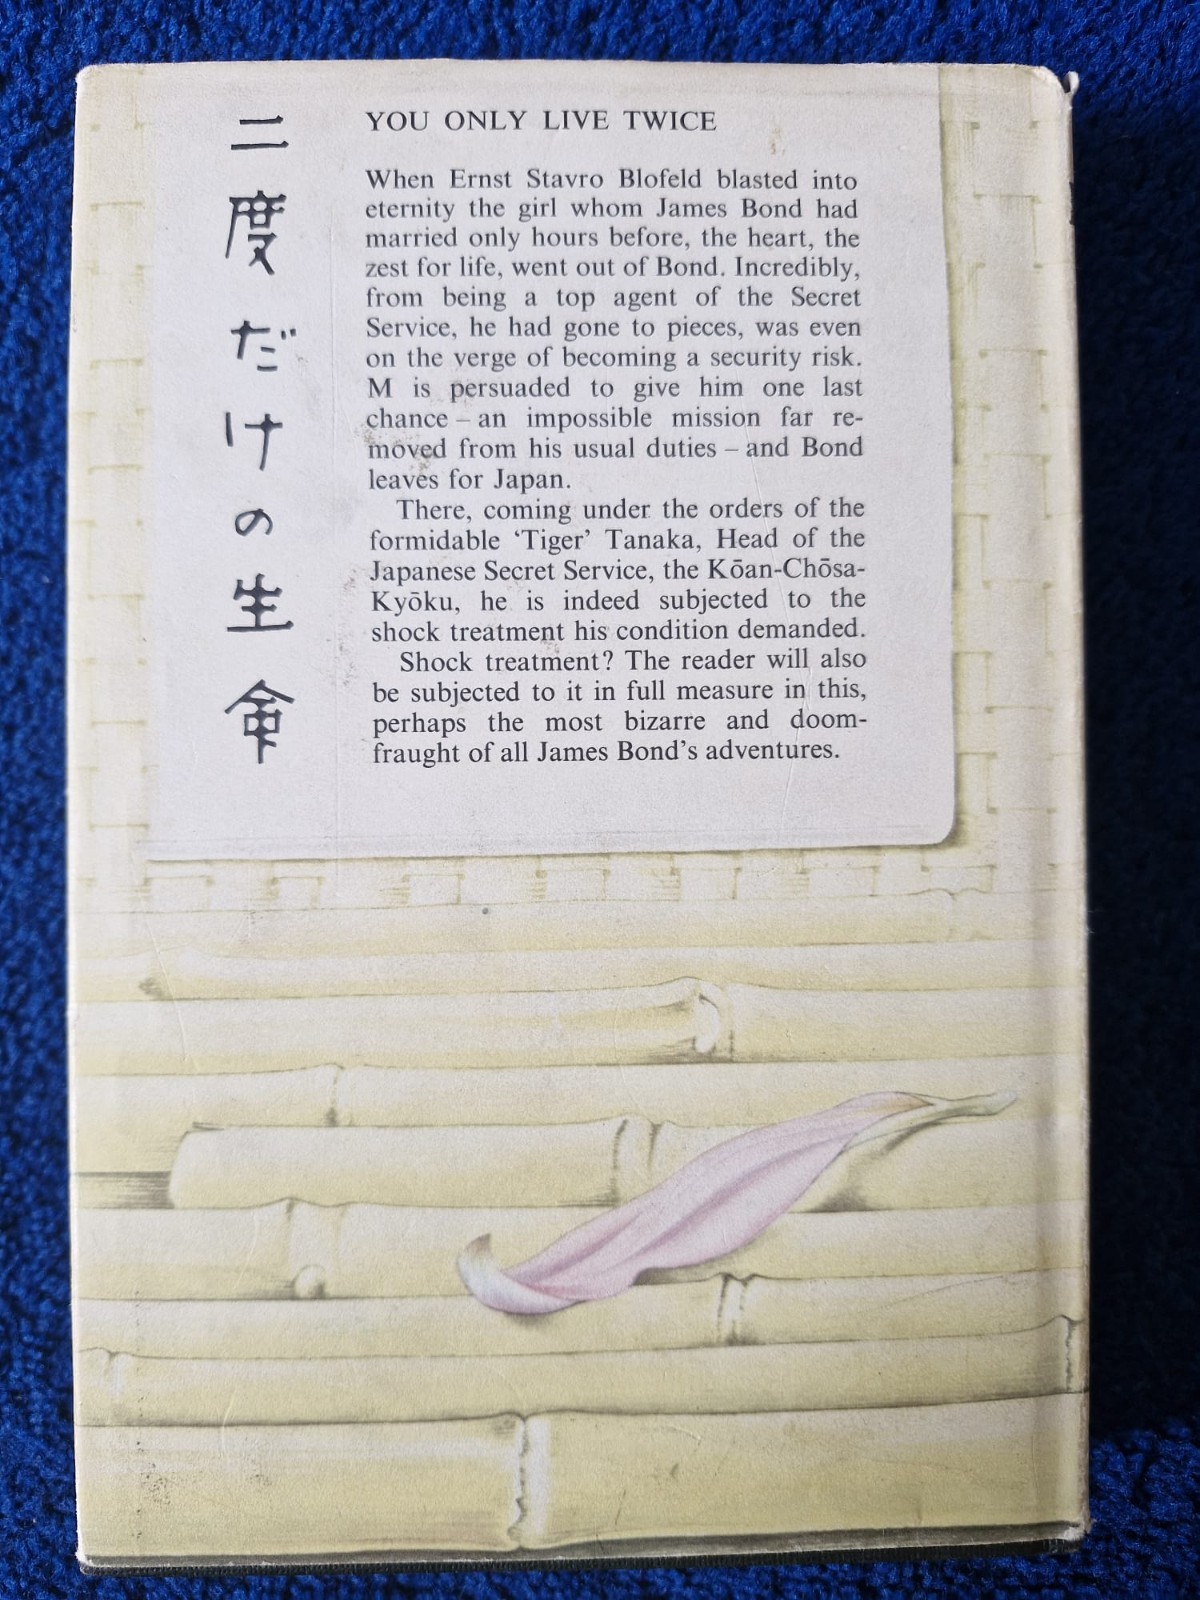 二度だけの生命
YOU ONLY LIVE TWICE
When Ernst Stavro Blofeld blasted into
eternity the girl whom James Bond had
married only hours before, the heart, the
zest for life, went out of Bond. Incredibly,
from being a top agent of the Secret
Service, he had gone to pieces, was even
on the verge of becoming a security risk.
M is persuaded to give him one last
chance – an impossible mission far re-
moved from his usual duties – and Bond
leaves for Japan.
There, coming under the orders of the
formidable ‘Tiger’ Tanaka, Head of the
Japanese Secret Service, the Kōan-Chōsa-
Kyōku, he is indeed subjected to the
shock treatment his condition demanded.
Shock treatment? The reader will also
be subjected to it in full measure in this,
perhaps the most bizarre and doom-
fraught of all James Bond’s adventures.